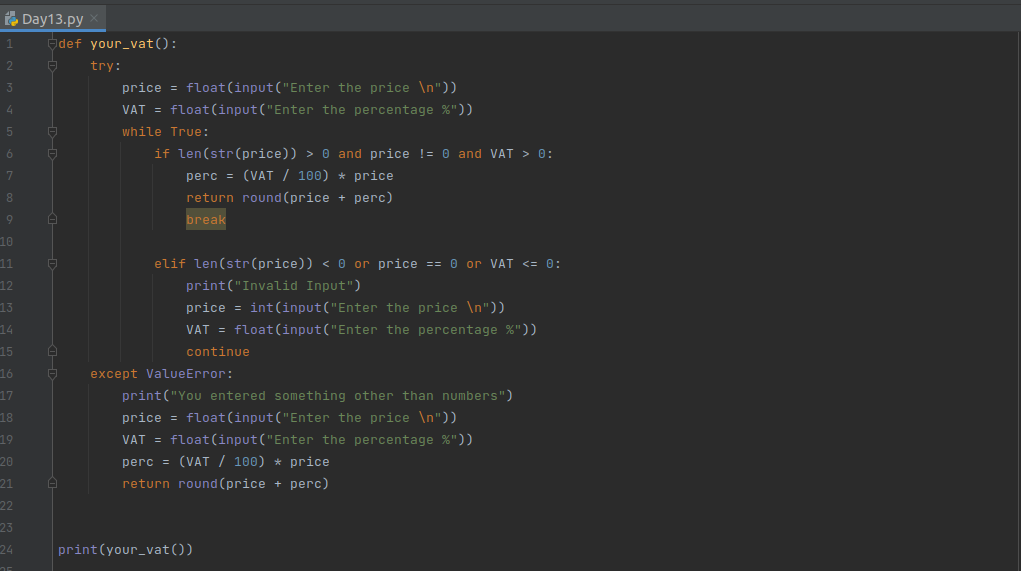 Day13.py ×
1 def your_vat():
2     try:
3         price = float(input("Enter the price \n"))
4         VAT = float(input("Enter the percentage %"))
5         while True:
6             if len(str(price)) > 0 and price != 0 and VAT > 0:
7                 perc = (VAT / 100) * price
8                 return round(price + perc)
9                 break
10
11             elif len(str(price)) < 0 or price == 0 or VAT <= 0:
12                 print("Invalid Input")
13                 price = int(input("Enter the price \n"))
14                 VAT = float(input("Enter the percentage %"))
15                 continue
16     except ValueError:
17         print("You entered something other than numbers")
18         price = float(input("Enter the price \n"))
19         VAT = float(input("Enter the percentage %"))
20         perc = (VAT / 100) * price
21         return round(price + perc)
22
23
24 print(your_vat())